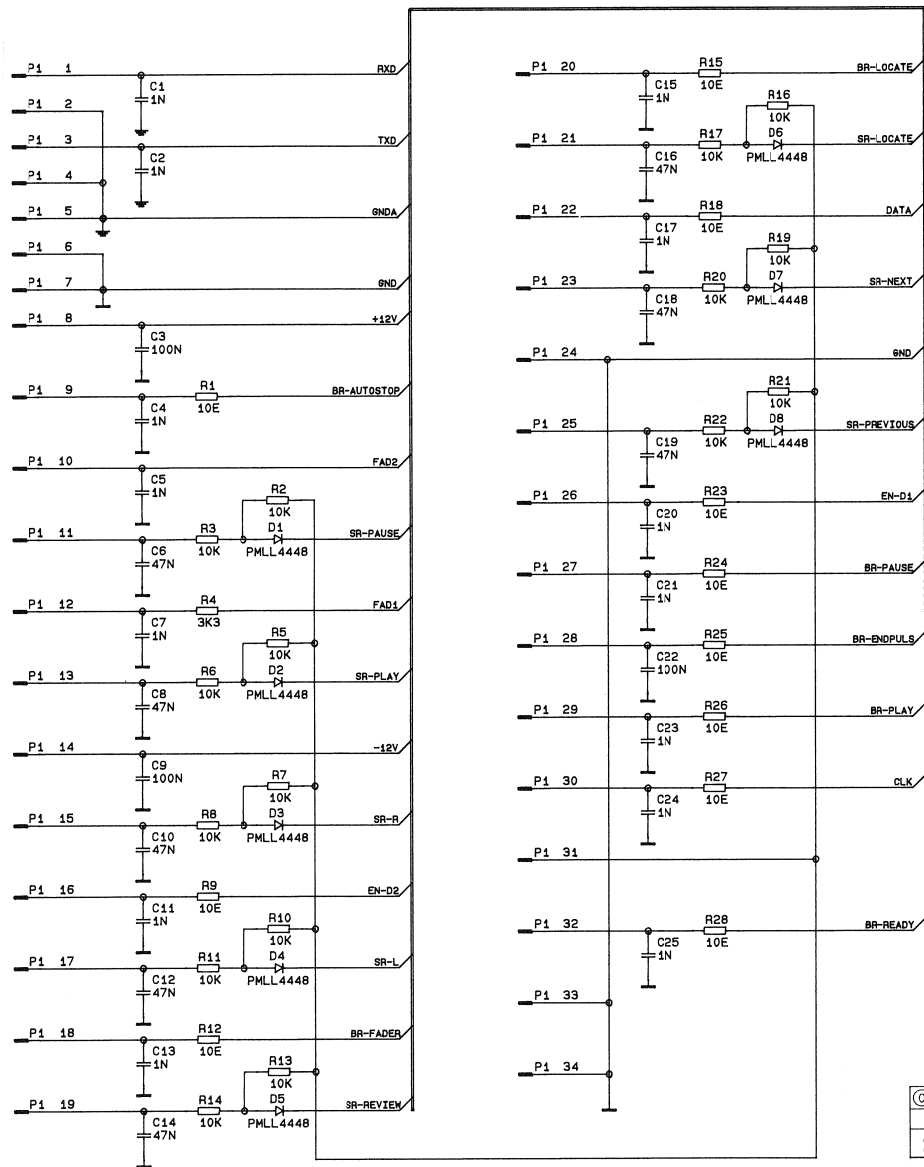 P1 1 RXD
C1
1N
P1 2
P1 3 TXD
C2
1N
P1 4
P1 5 GNDA
P1 6
P1 7 GND
P1 8 +12V
C3
100N
P1 9 R1 BR-AUTOSTOP
10E
C4
1N
P1 10 FAD2
C5
1N
R2
10K
P1 11 R3 D1 SR-PAUSE
10K PMLL4448
C6
47N
P1 12 R4 FAD1
3K3
C7
1N
R5
10K
P1 13 R6 D2 SR-PLAY
10K PMLL4448
C8
47N
P1 14 -12V
C9
100N
R7
10K
P1 15 R8 D3 SR-R
10K PMLL4448
C10
47N
P1 16 R9 EN-D2
10E
C11
1N
R10
10K
P1 17 R11 D4 SR-L
10K PMLL4448
C12
47N
P1 18 R12 BR-FADER
10E
C13
1N
R13
10K
P1 19 R14 D5 SR-REVIEW
10K PMLL4448
C14
47N
P1 20 R15 BR-LOCATE
10E
C15
1N
R16
10K
P1 21 R17 D6 SR-LOCATE
10K PMLL4448
C16
47N
P1 22 R18 DATA
10E
C17
1N
R19
10K
P1 23 R20 D7 SR-NEXT
10K PMLL4448
C18
47N
P1 24 GND
R21
10K
P1 25 R22 D8 SR-PREVIOUS
10K PMLL4448
C19
47N
P1 26 R23 EN-D1
10E
C20
1N
P1 27 R24 BR-PAUSE
10E
C21
1N
P1 28 R25 BR-ENDPULS
10E
C22
100N
P1 29 R26 BR-PLAY
10E
C23
1N
P1 30 R27 CLK
10E
C24
1N
P1 31
P1 32 R28 BR-READY
10E
C25
1N
P1 33
P1 34